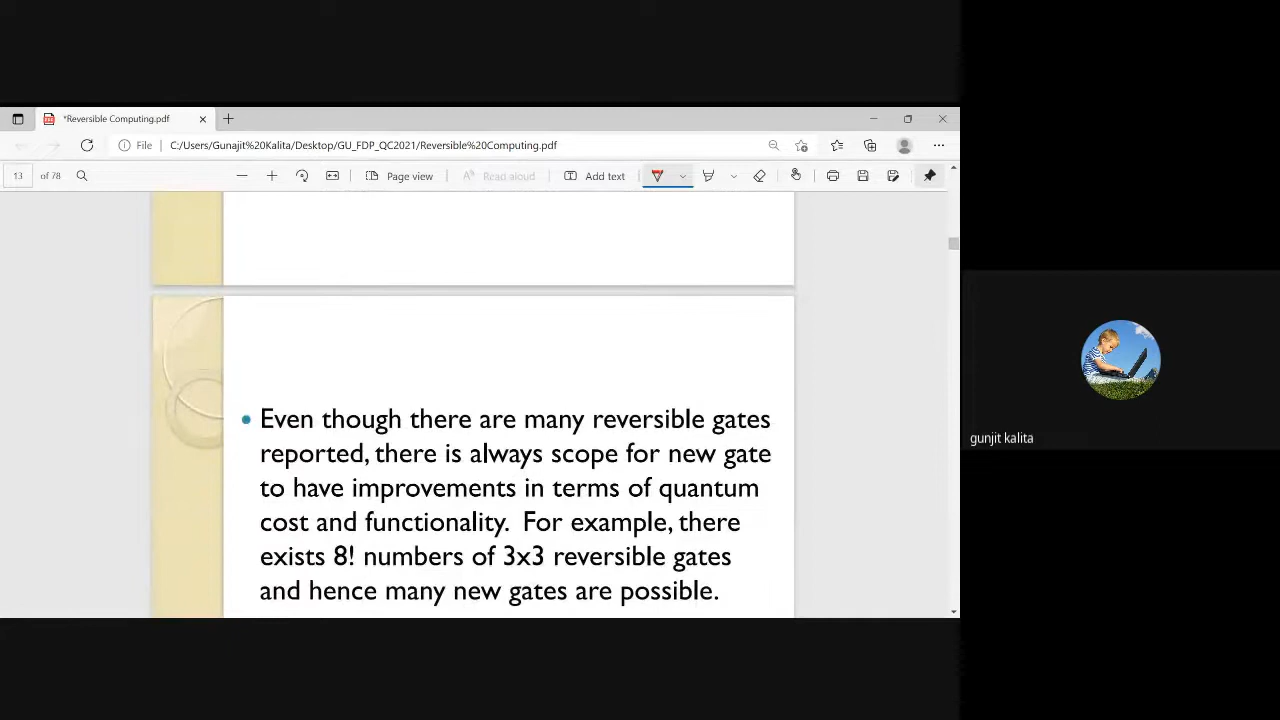 *Reversible Computing.pdf
File C:/Users/Gunajit%20Kalita/Desktop/GU_FDP_QC2021/Reversible%20Computing.pdf
13 of 78 Page view Read aloud Add text
Even though there are many reversible gates
reported, there is always scope for new gate
to have improvements in terms of quantum
cost and functionality. For example, there
exists 8! numbers of 3x3 reversible gates
and hence many new gates are possible.
gunjit kalita